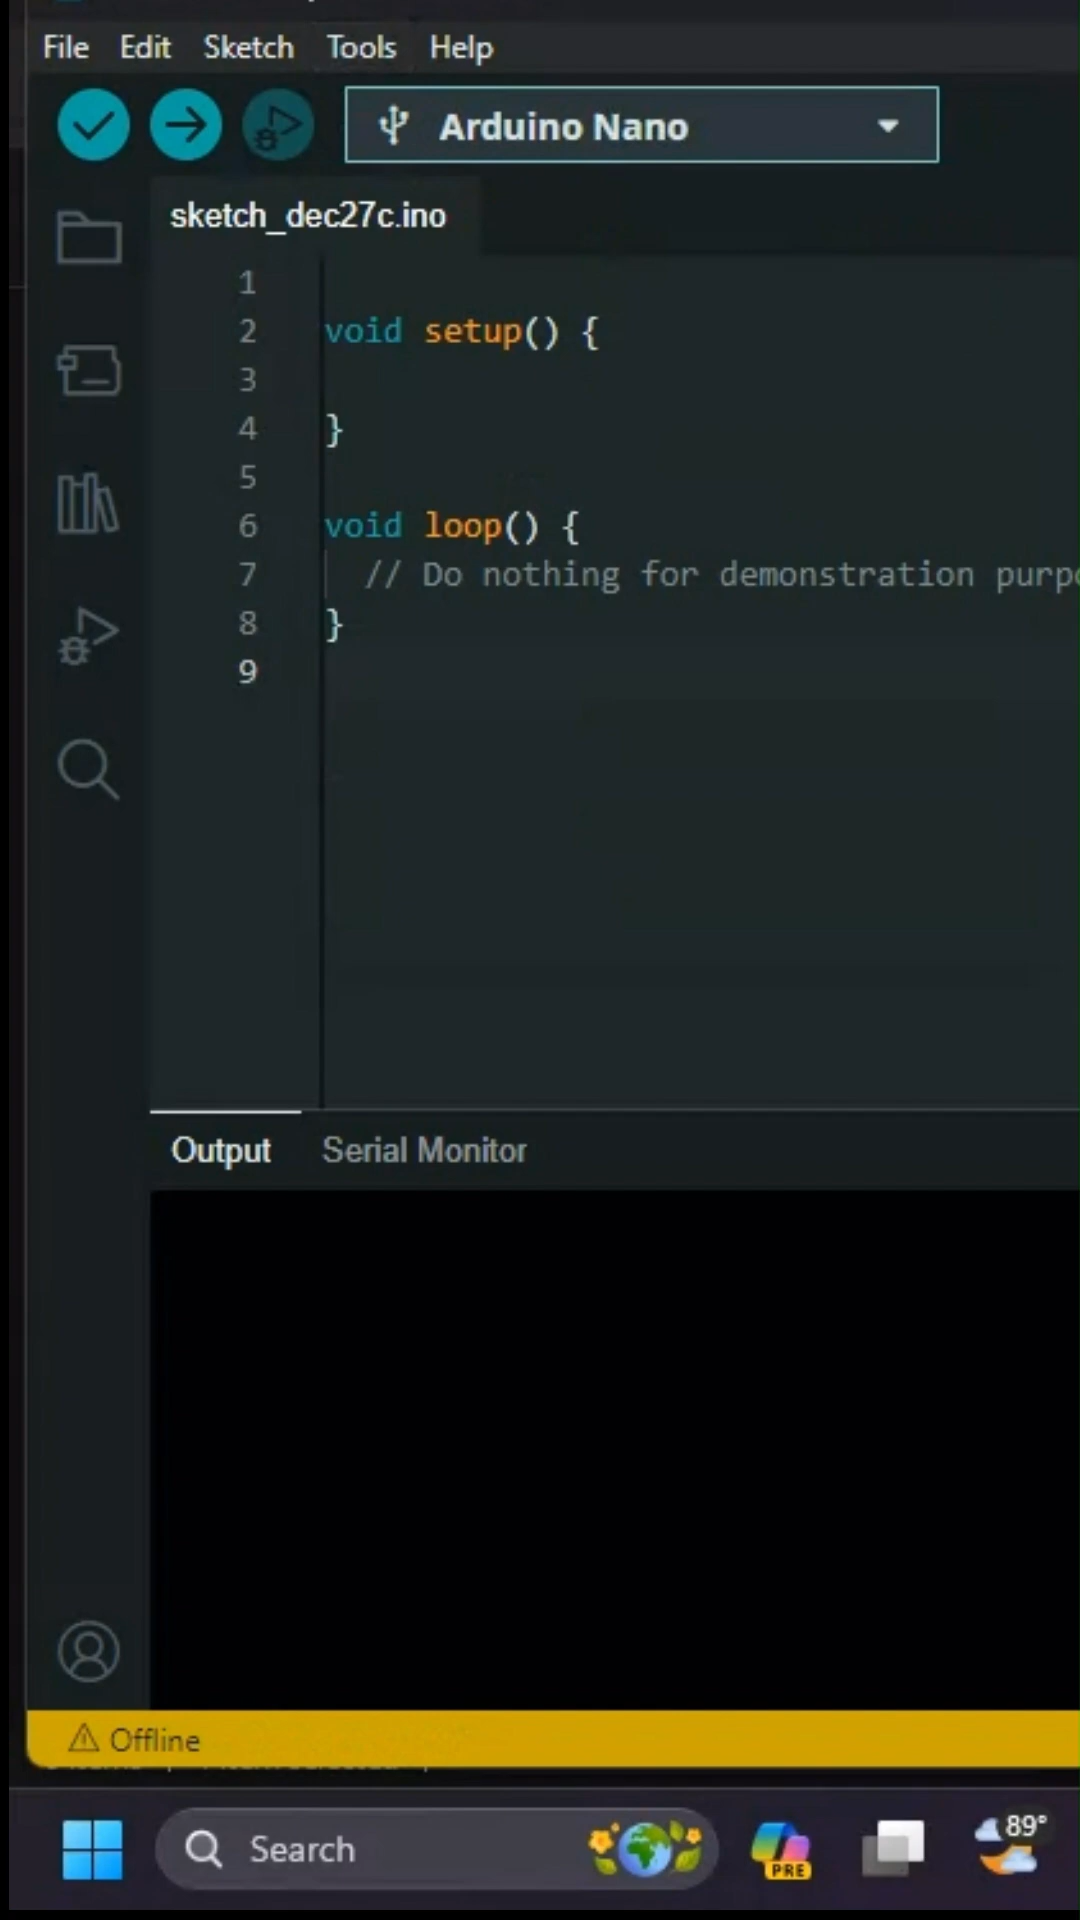 File Edit Sketch Tools Help
Arduino Nano
sketch_dec27c.ino
1
2 void setup() {
3
4 }
5
6 void loop() {
7 // Do nothing for demonstration
8 }
9
Output Serial Monitor
Offline
Search PRE 89°